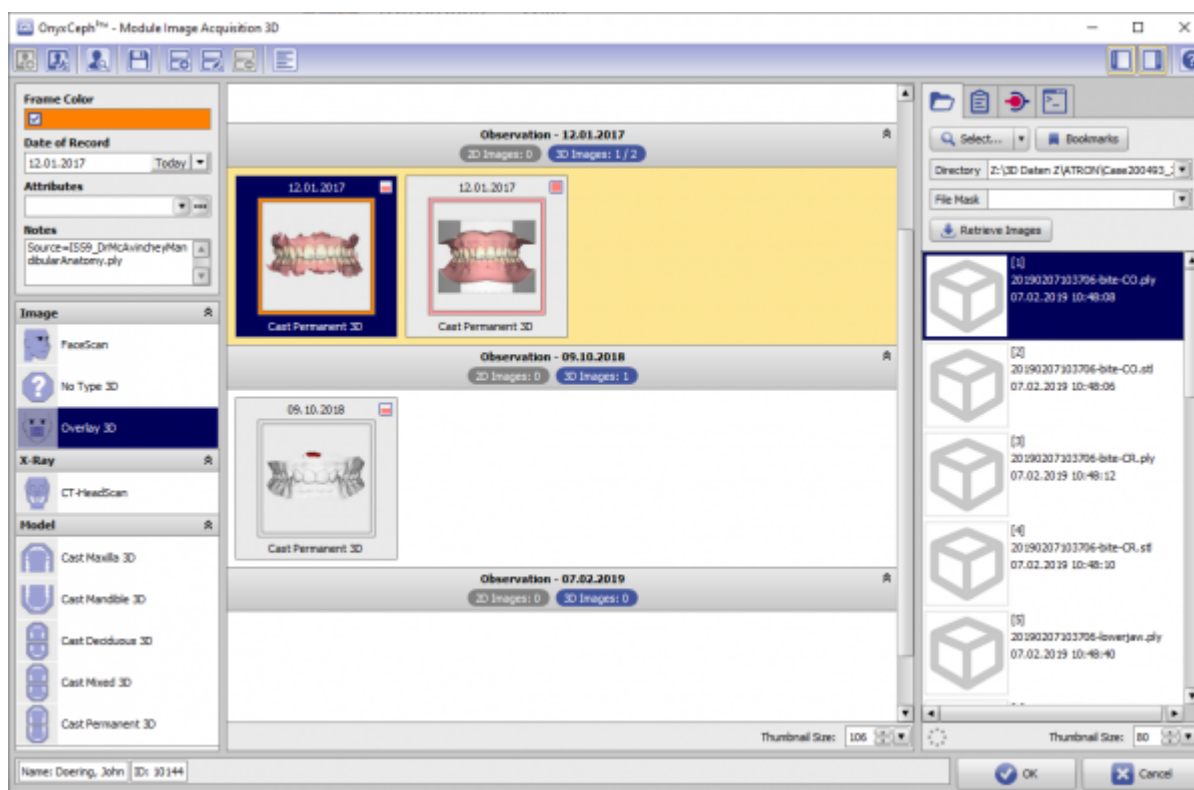 OnyxCeph³™ - Module Image Acquisition 3D
Frame Color
Date of Record
12.01.2017 Today
Attributes
Notes
Source=ISS9_DrMcAvincheyMan
dibularAnatomy.ply
Image
FaceScan
No Type 3D
Overlay 3D
X-Ray
CT-HeadScan
Model
Cast Maxilla 3D
Cast Mandible 3D
Cast Deciduous 3D
Cast Mixed 3D
Cast Permanent 3D
Observation - 12.01.2017
2D Images: 0 3D Images: 1 / 2
12.01.2017
Cast Permanent 3D
12.01.2017
Cast Permanent 3D
Observation - 09.10.2018
2D Images: 0 3D Images: 1
09.10.2018
Cast Permanent 3D
Observation - 07.02.2019
2D Images: 0 3D Images: 0
Thumbnail Size: 106
Select... Bookmarks
Directory Z:\3D Daten Z\ATRON\Case200493_
File Mask
Retrieve Images
[1]
20190207103706-bite-CO.ply
07.02.2019 10:48:08
[2]
20190207103706-bite-CO.stl
07.02.2019 10:48:06
[3]
20190207103706-bite-CR.ply
07.02.2019 10:48:12
[4]
20190207103706-bite-CR.stl
07.02.2019 10:48:10
[5]
20190207103706-lowerjaw.ply
07.02.2019 10:48:40
Thumbnail Size: 80
Name: Doering, John ID: 10144
OK Cancel